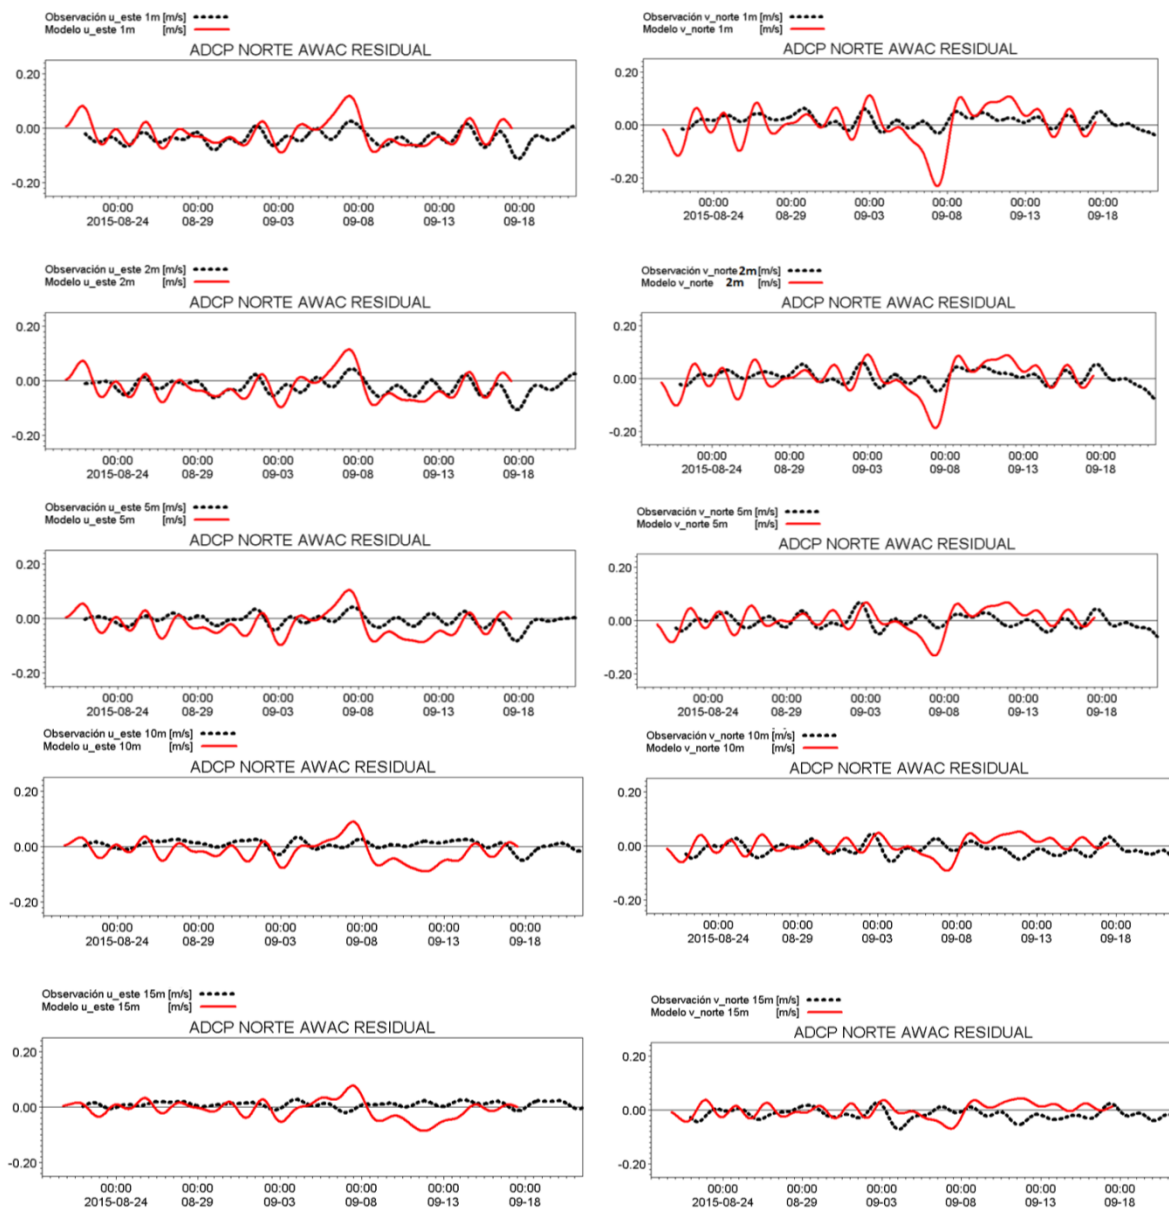 Observación u_este 1m [m/s]
Modelo u_este 1m [m/s]
ADCP NORTE AWAC RESIDUAL
0.20
0.00
-0.20
00:00 00:00 00:00 00:00 00:00 00:00
2015-08-24 08-29 09-03 09-08 09-13 09-18
Observación v_norte 1m [m/s]
Modelo v_norte 1m [m/s]
ADCP NORTE AWAC RESIDUAL
0.20
0.00
-0.20
00:00 00:00 00:00 00:00 00:00 00:00
2015-08-24 08-29 09-03 09-08 09-13 09-18
Observación u_este 2m [m/s]
Modelo u_este 2m [m/s]
ADCP NORTE AWAC RESIDUAL
0.20
0.00
-0.20
00:00 00:00 00:00 00:00 00:00 00:00
2015-08-24 08-29 09-03 09-08 09-13 09-18
Observación v_norte 2m [m/s]
Modelo v_norte 2m [m/s]
ADCP NORTE AWAC RESIDUAL
0.20
0.00
-0.20
00:00 00:00 00:00 00:00 00:00 00:00
2015-08-24 08-29 09-03 09-08 09-13 09-18
Observación u_este 5m [m/s]
Modelo u_este 5m [m/s]
ADCP NORTE AWAC RESIDUAL
0.20
0.00
-0.20
00:00 00:00 00:00 00:00 00:00 00:00
2015-08-24 08-29 09-03 09-08 09-13 09-18
Observación v_norte 5m [m/s]
Modelo v_norte 5m [m/s]
ADCP NORTE AWAC RESIDUAL
0.20
0.00
-0.20
00:00 00:00 00:00 00:00 00:00 00:00
2015-08-24 08-29 09-03 09-08 09-13 09-18
Observación u_este 10m [m/s]
Modelo u_este 10m [m/s]
ADCP NORTE AWAC RESIDUAL
0.20
0.00
-0.20
00:00 00:00 00:00 00:00 00:00 00:00
2015-08-24 08-29 09-03 09-08 09-13 09-18
Observación v_norte 10m [m/s]
Modelo v_norte 10m [m/s]
ADCP NORTE AWAC RESIDUAL
0.20
0.00
-0.20
00:00 00:00 00:00 00:00 00:00 00:00
2015-08-24 08-29 09-03 09-08 09-13 09-18
Observación u_este 15m [m/s]
Modelo u_este 15m [m/s]
ADCP NORTE AWAC RESIDUAL
0.20
0.00
-0.20
00:00 00:00 00:00 00:00 00:00 00:00
2015-08-24 08-29 09-03 09-08 09-13 09-18
Observación v_norte 15m [m/s]
Modelo v_norte 15m [m/s]
ADCP NORTE AWAC RESIDUAL
0.20
0.00
-0.20
00:00 00:00 00:00 00:00 00:00 00:00
2015-08-24 08-29 09-03 09-08 09-13 09-18